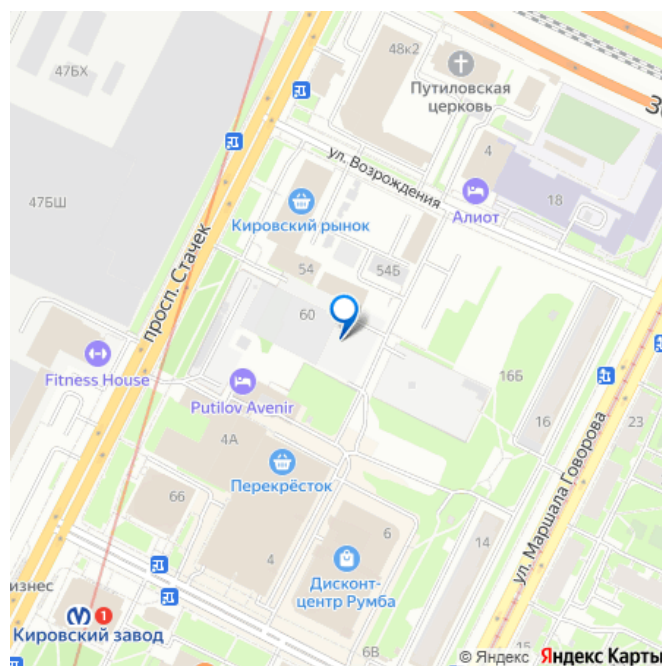 48к2
47БХ
Путиловская
церковь
ул. Возрождения
4
47БШ
18
Алиот
Кировский рынок
просп. Стачек
54
54Б
60
Fitness House
16Б
Putilov Avenir
16
23
4А
ул. Маршала Говорова
Перекрёсток
66
6
14
4
Дисконт-
центр Румба
изнес
1
Кировский завод
6В
15
© Яндекс Яндекс Карты